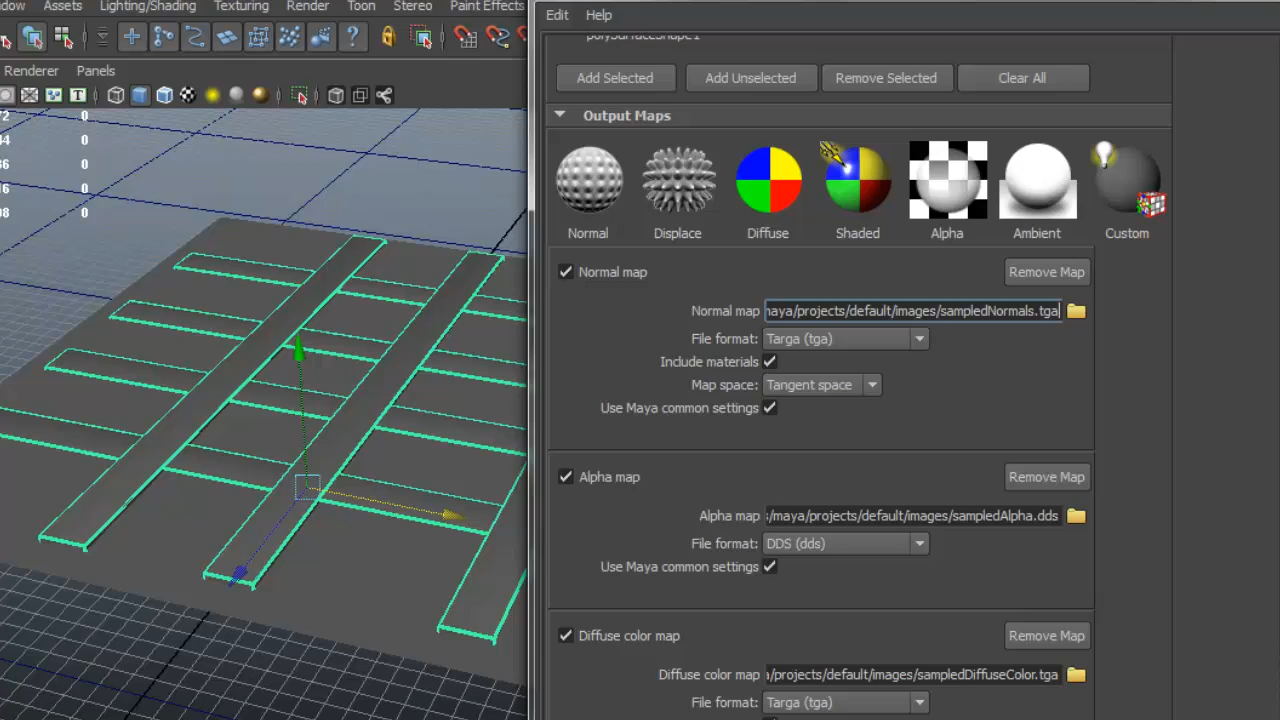 Assets Lighting/Shading Texturing Render Toon Stereo Paint Effects
Edit Help
Renderer Panels
Add Selected Add Unselected Remove Selected Clear All
0
0
0
0
0
Output Maps
Normal Displace Diffuse Shaded Alpha Ambient Custom
Normal map Remove Map
Normal map maya/projects/default/images/sampledNormals.tga
File format: Targa (tga)
Include materials
Map space: Tangent space
Use Maya common settings
Alpha map Remove Map
Alpha map /maya/projects/default/images/sampledAlpha.dds
File format: DDS (dds)
Use Maya common settings
Diffuse color map Remove Map
Diffuse color map /projects/default/images/sampledDiffuseColor.tga
File format: Targa (tga)